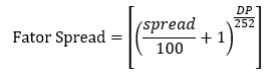 Fator Spread = [(spread/100 + 1)^(DP/252)]